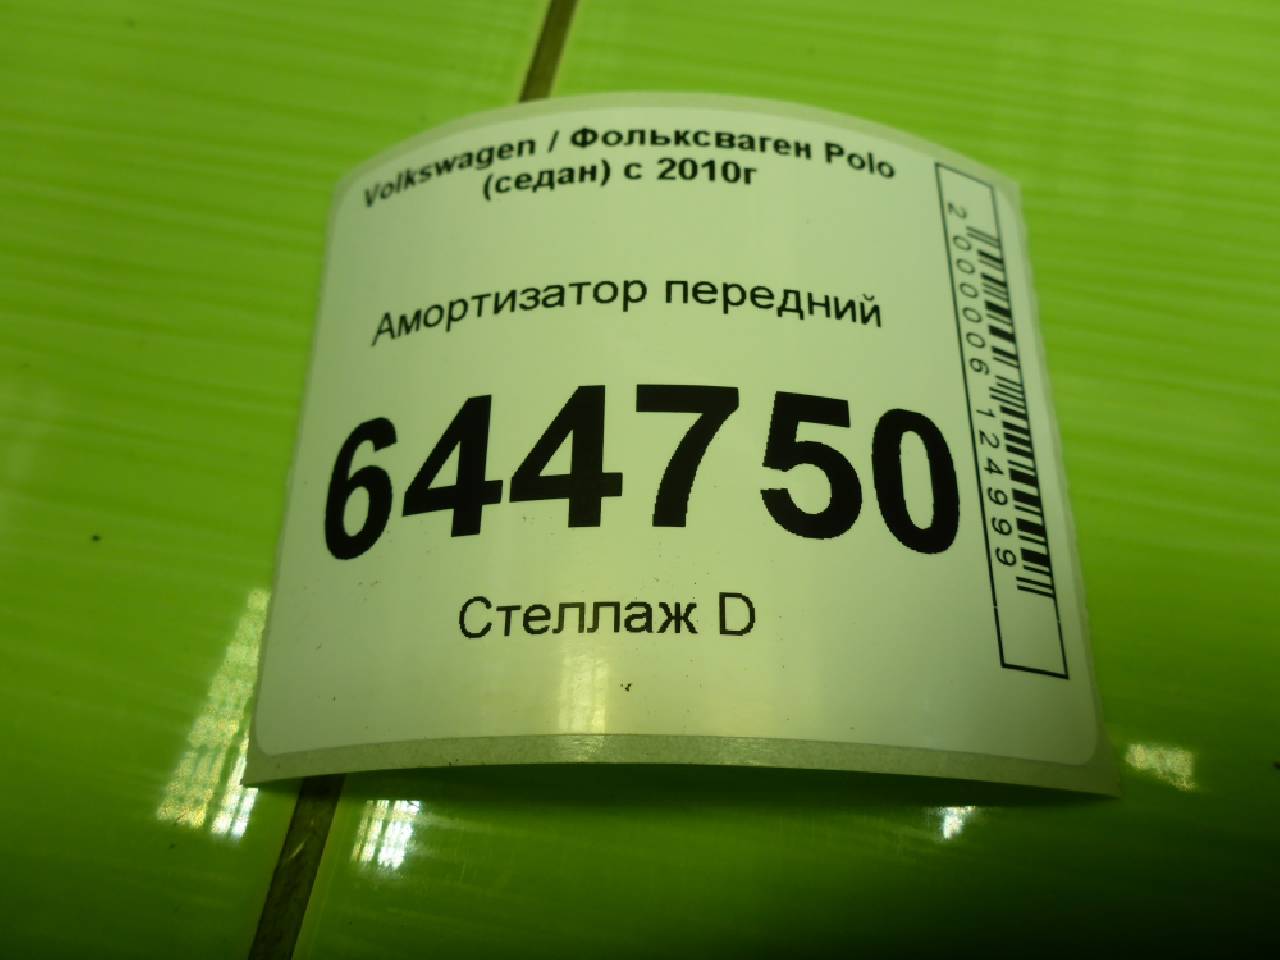 Volkswagen / Фольксваген Polo
(седан) с 2010г
Амортизатор передний
644750
Стеллаж D
2000006124999